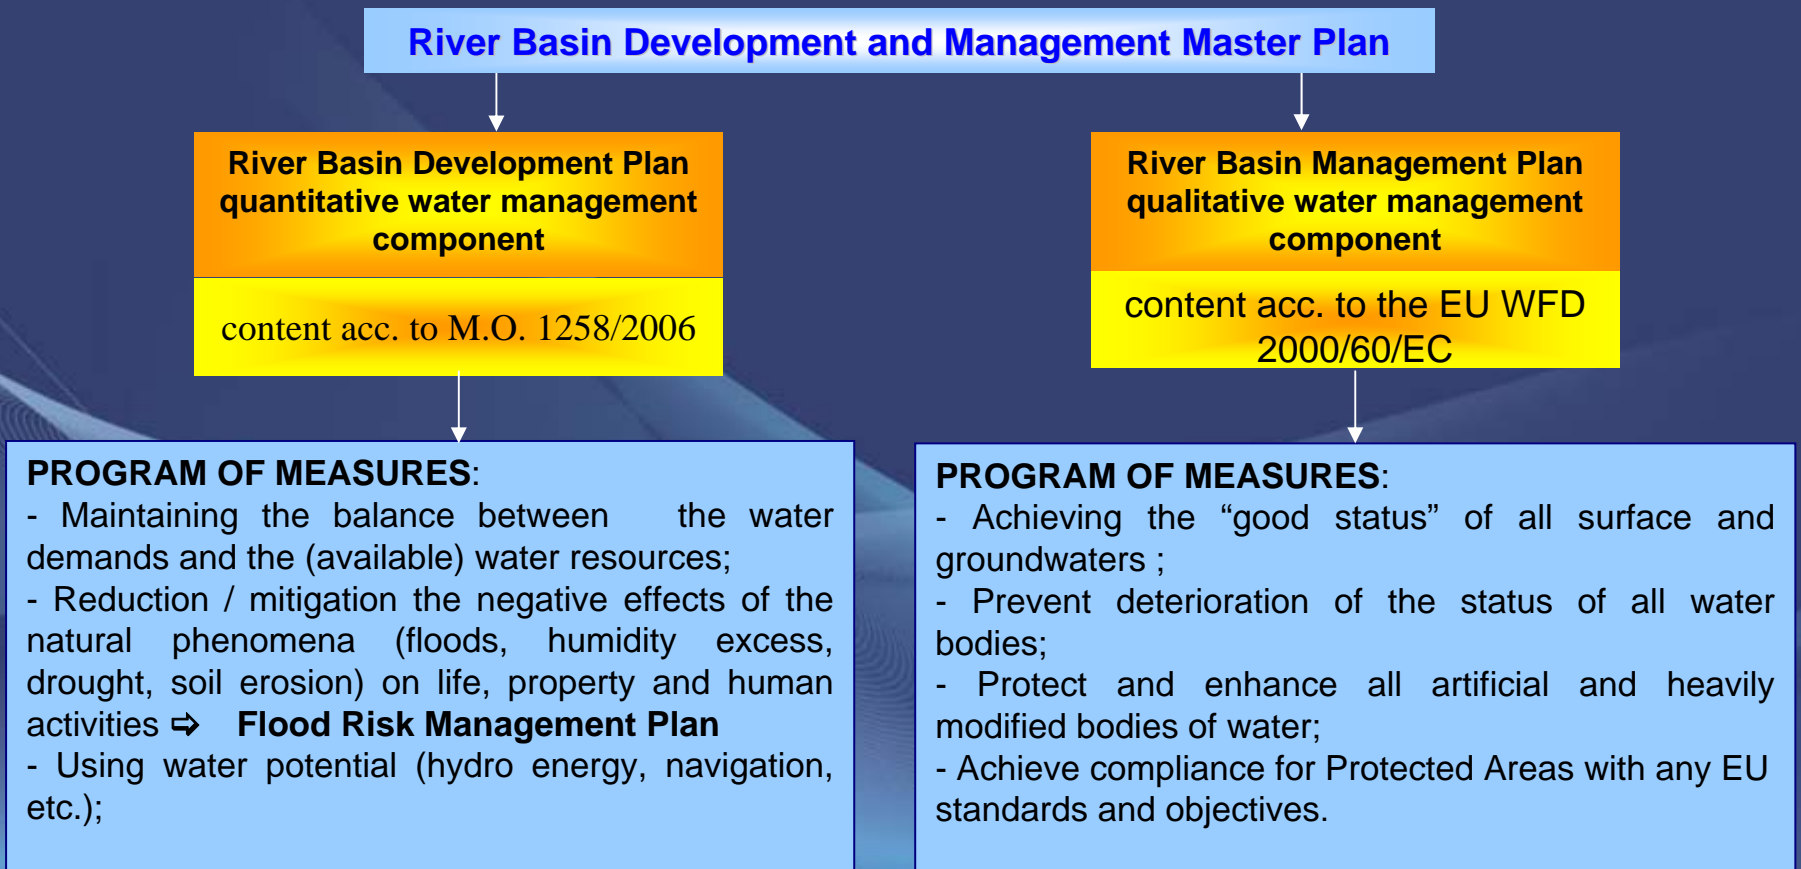 River Basin Development and Management Master Plan
River Basin Development Plan
quantitative water management
component
content acc. to M.O. 1258/2006
River Basin Management Plan
qualitative water management
component
content acc. to the EU WFD
2000/60/EC
PROGRAM OF MEASURES:
- Maintaining the balance between the water
demands and the (available) water resources;
- Reduction / mitigation the negative effects of the
natural phenomena (floods, humidity excess,
drought, soil erosion) on life, property and human
activities ⇨ Flood Risk Management Plan
- Using water potential (hydro energy, navigation,
etc.);
PROGRAM OF MEASURES:
- Achieving the “good status” of all surface and
groundwaters ;
- Prevent deterioration of the status of all water
bodies;
- Protect and enhance all artificial and heavily
modified bodies of water;
- Achieve compliance for Protected Areas with any EU
standards and objectives.